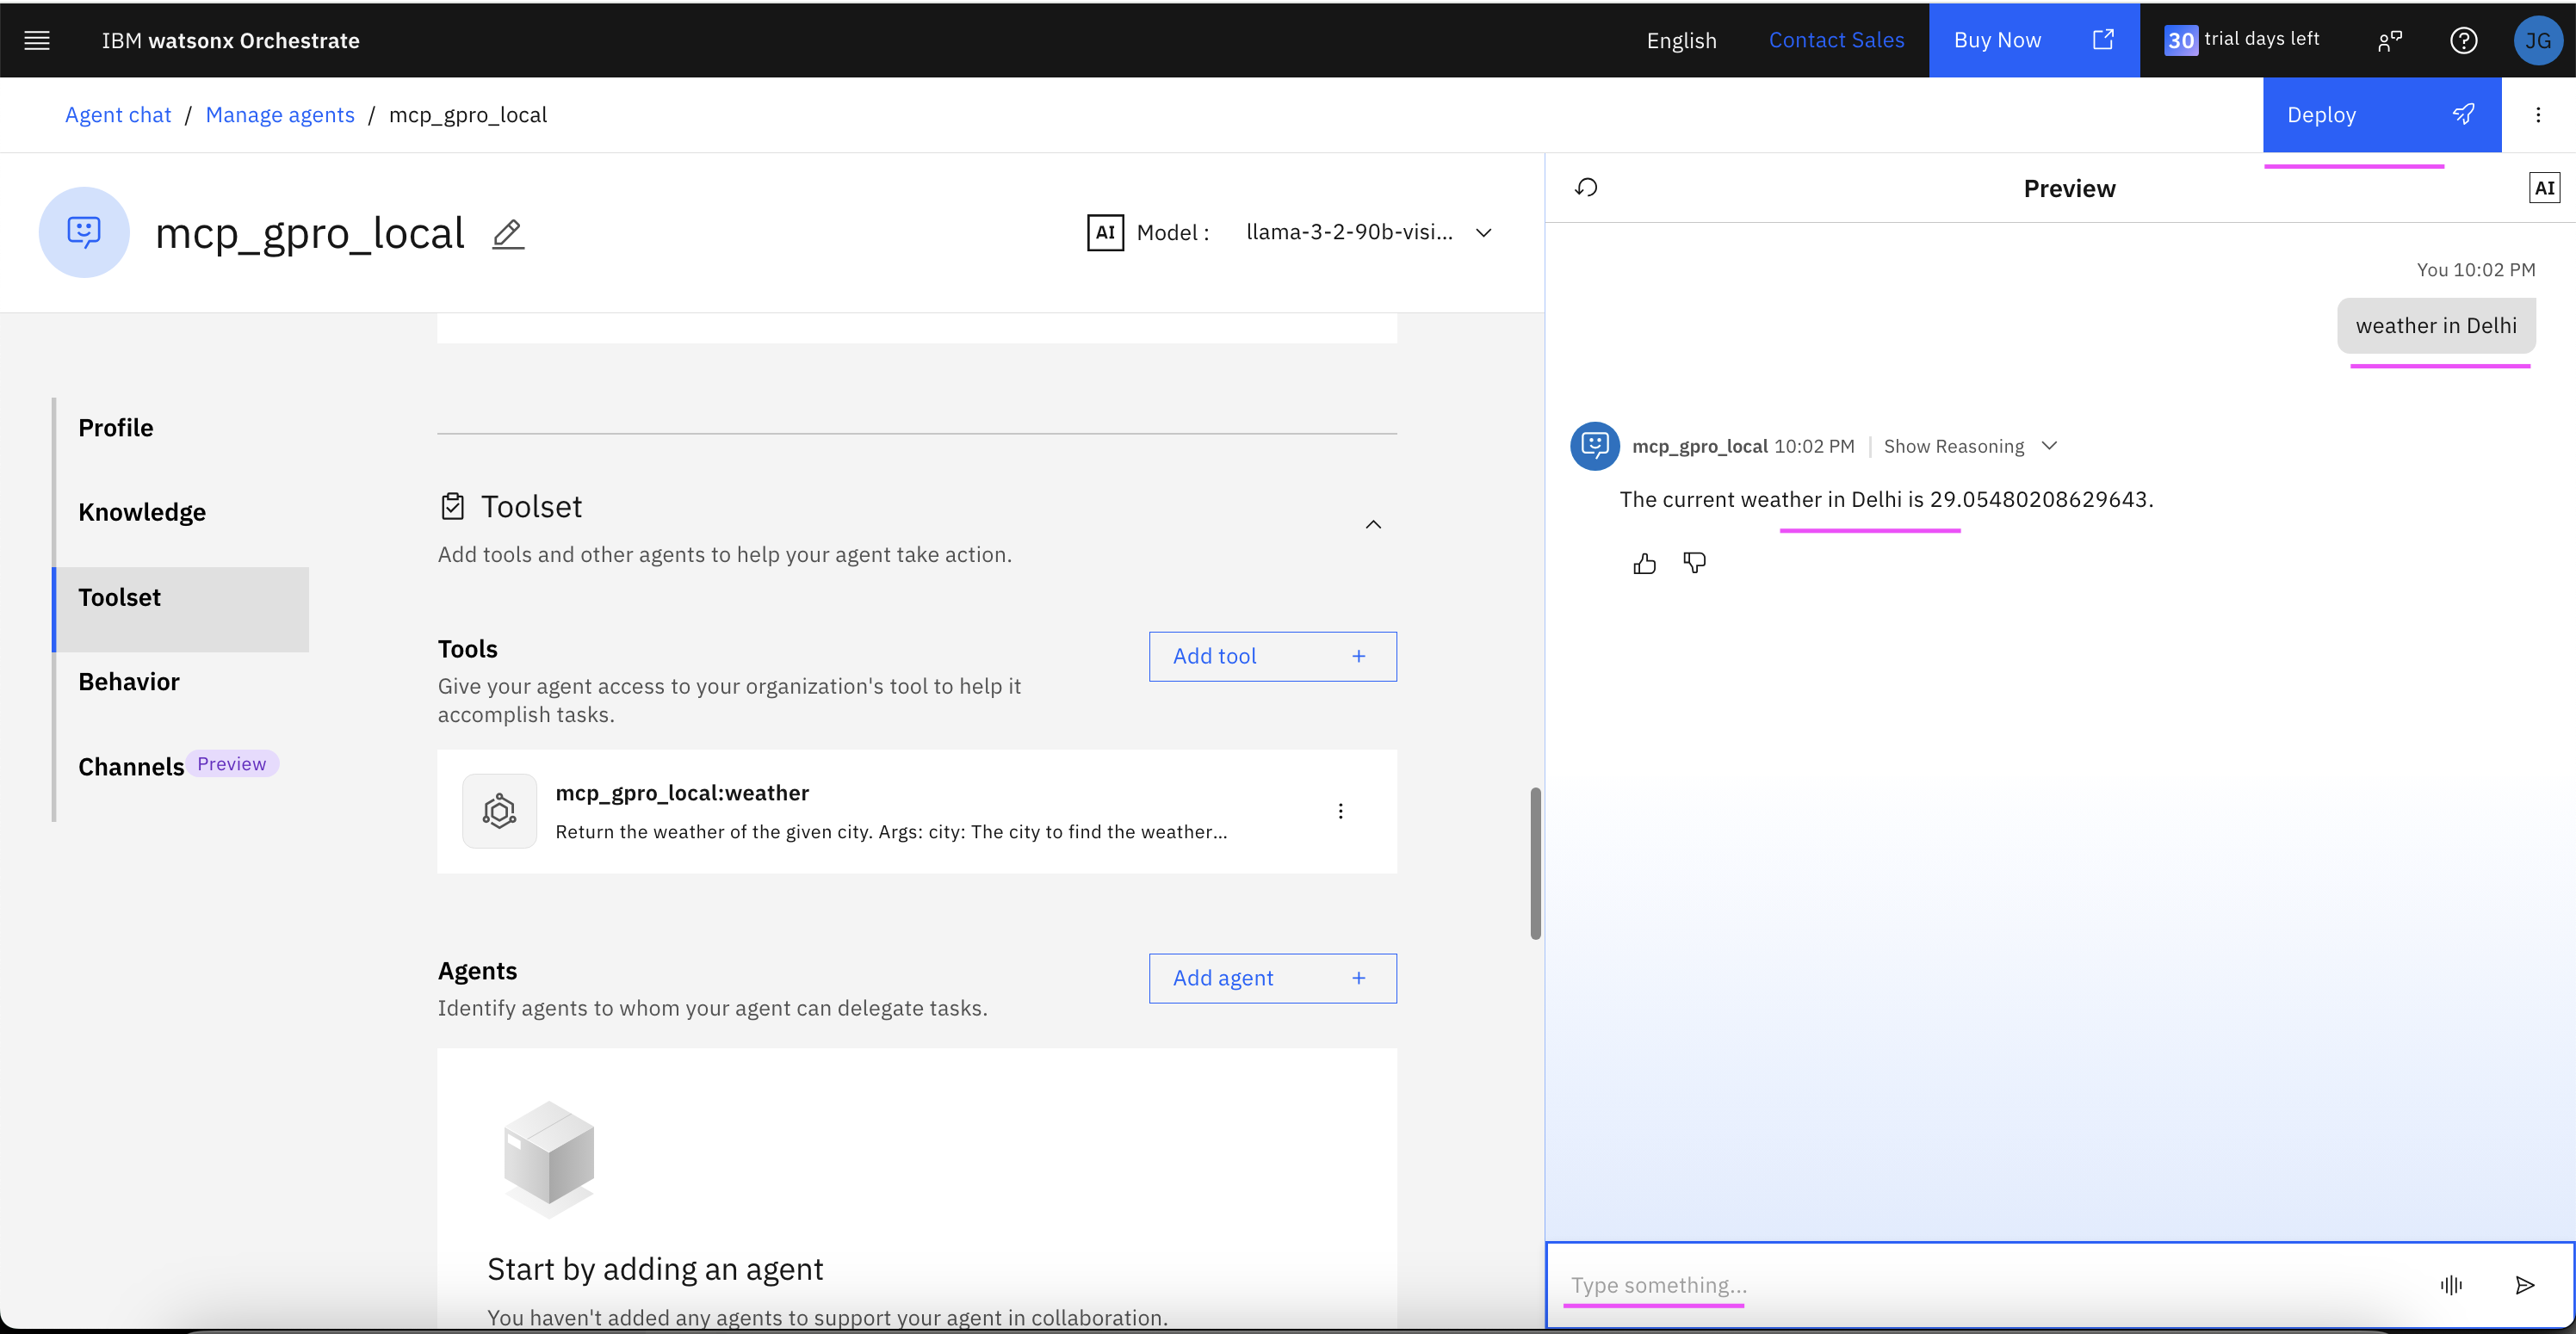 IBM watsonx Orchestrate
English
Contact Sales
Buy Now
30 trial days left
JG
Agent chat / Manage agents / mcp_gpro_local
Deploy
mcp_gpro_local
AI Model : llama-3-2-90b-visi...
Profile
Knowledge
Toolset
Behavior
Channels Preview
Toolset
Add tools and other agents to help your agent take action.
Tools
Add tool +
Give your agent access to your organization's tool to help it
accomplish tasks.
mcp_gpro_local:weather
Return the weather of the given city. Args: city: The city to find the weather...
Agents
Add agent +
Identify agents to whom your agent can delegate tasks.
Start by adding an agent
You haven't added any agents to support your agent in collaboration.
Preview
AI
You 10:02 PM
weather in Delhi
mcp_gpro_local 10:02 PM | Show Reasoning
The current weather in Delhi is 29.05480208629643.
Type something...